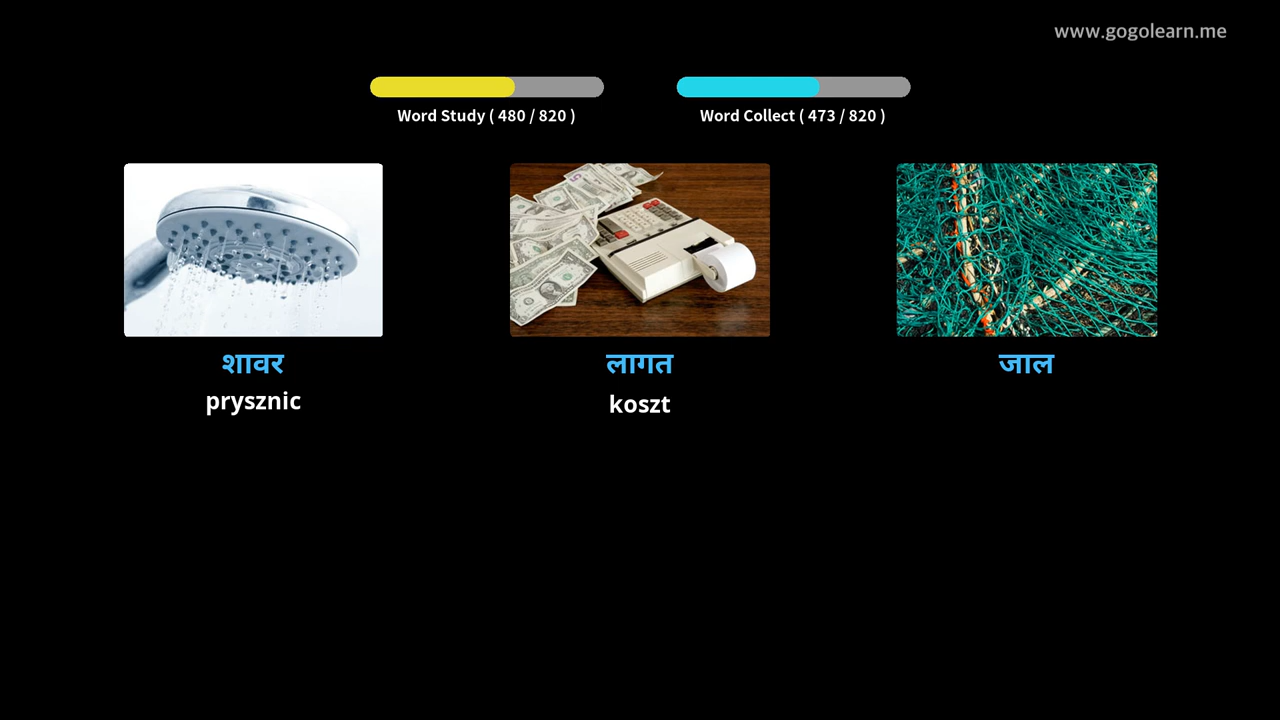 www.gogolearn.me
Word Study ( 480 / 820 )
Word Collect ( 473 / 820 )
शावर
prysznic
लागत
koszt
जाल